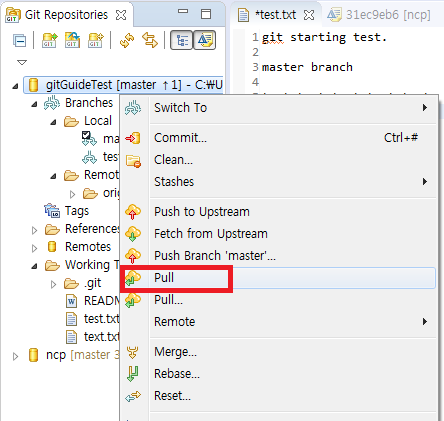 Git Repositories
*test.txt
31ec9eb6 [ncp]
gitGuideTest [master ↑1] - C:₩U
Branches
Local
ma
tes
Remot
orig
Tags
References
Remotes
Working T
.git
READM
test.txt
text.txt
ncp [master 3
1 git starting test.
2
3 master branch
4
Switch To
Commit... Ctrl+#
Clean...
Stashes
Push to Upstream
Fetch from Upstream
Push Branch 'master'...
Pull
Pull...
Remote
Merge...
Rebase...
Reset...